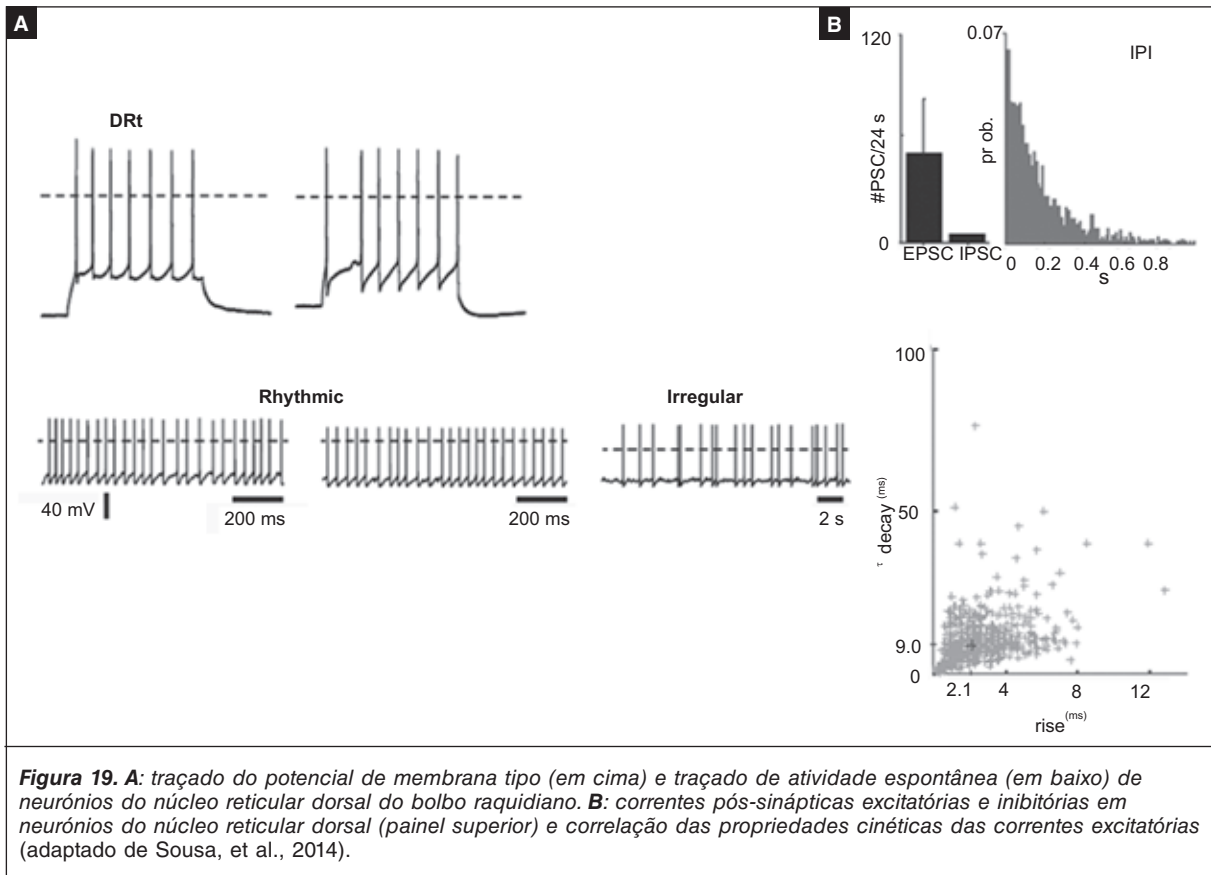 A
DRt
Rhythmic
Irregular
40 mV
200 ms
200 ms
2 s
B
120
#PSC/24 s
0
EPSC IPSC
0.07
pr ob.
IPI
0 0.2 0.4 0.6 0.8
s
100
50
9.0
0
τ decay (ms)
2.1 4 8 12
rise (ms)
Figura 19. A: traçado do potencial de membrana tipo (em cima) e traçado de atividade espontânea (em baixo) de
neurónios do núcleo reticular dorsal do bolbo raquidiano. B: correntes pós-sinápticas excitatórias e inibitórias em
neurónios do núcleo reticular dorsal (painel superior) e correlação das propriedades cinéticas das correntes excitatórias
(adaptado de Sousa, et al., 2014).